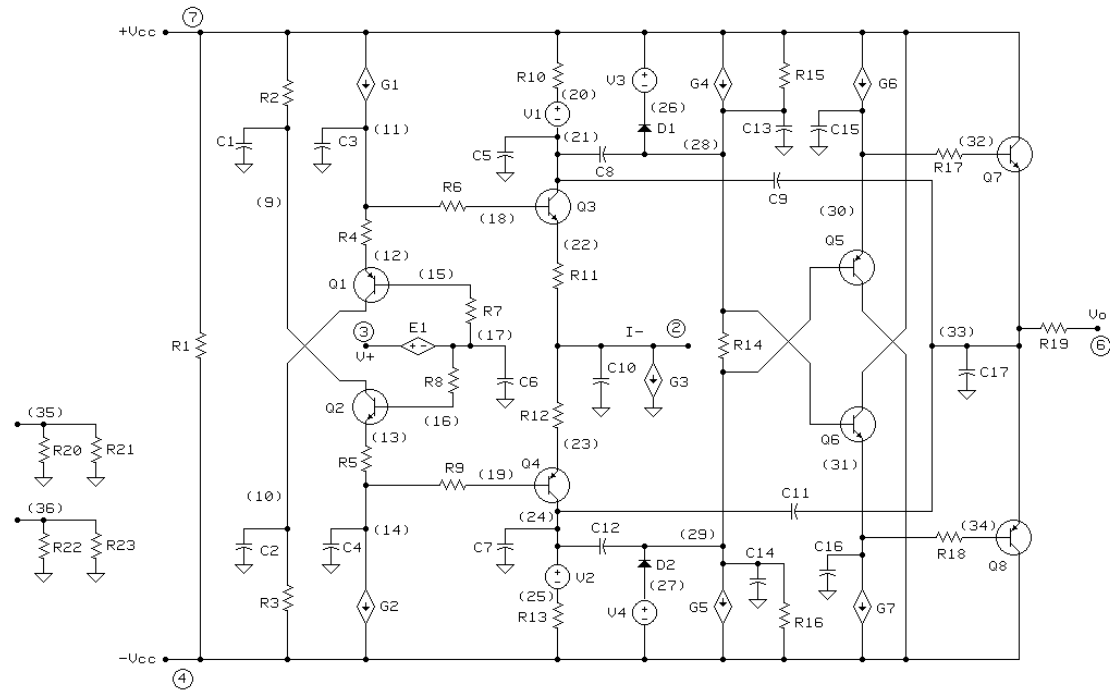 7
+Vcc
R10 V3 G4 R15 G6
R2 G1 (20) (26)
V1
C1 C3 (11) (21) D1 C13 C15 (32)
C5 (28) R17 Q7
C8
C9
(9) R6 (18) Q3 (30)
R4 (22)
(12) Q5
Q1 (15) R11
R7
3 E1 (17) I- 2 Vo
R1 V+ R14 (33) R19 6
R8 C6 C10 G3 C17
Q2 (16) R12 Q6
(35) (13) (23) (31)
R20 R21 R5 R9 (19) Q4
(36) (10) (24) C11 (34)
C2 C4 (14) C12 (29) C14 C16 R18 Q8
R22 R23 C7 D2
V2 (27)
R3 G2 (25) R13 V4 G5 R16 G7
-Vcc
4